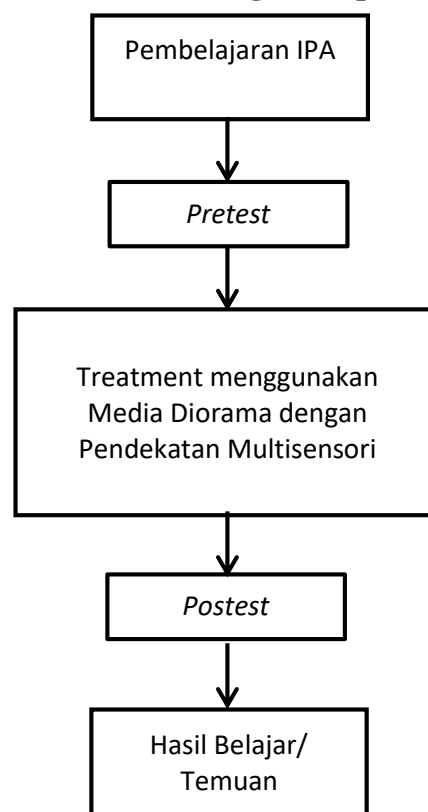 Pembelajaran IPA
Pretest
Treatment menggunakan
Media Diorama dengan
Pendekatan Multisensori
Postest
Hasil Belajar/
Temuan